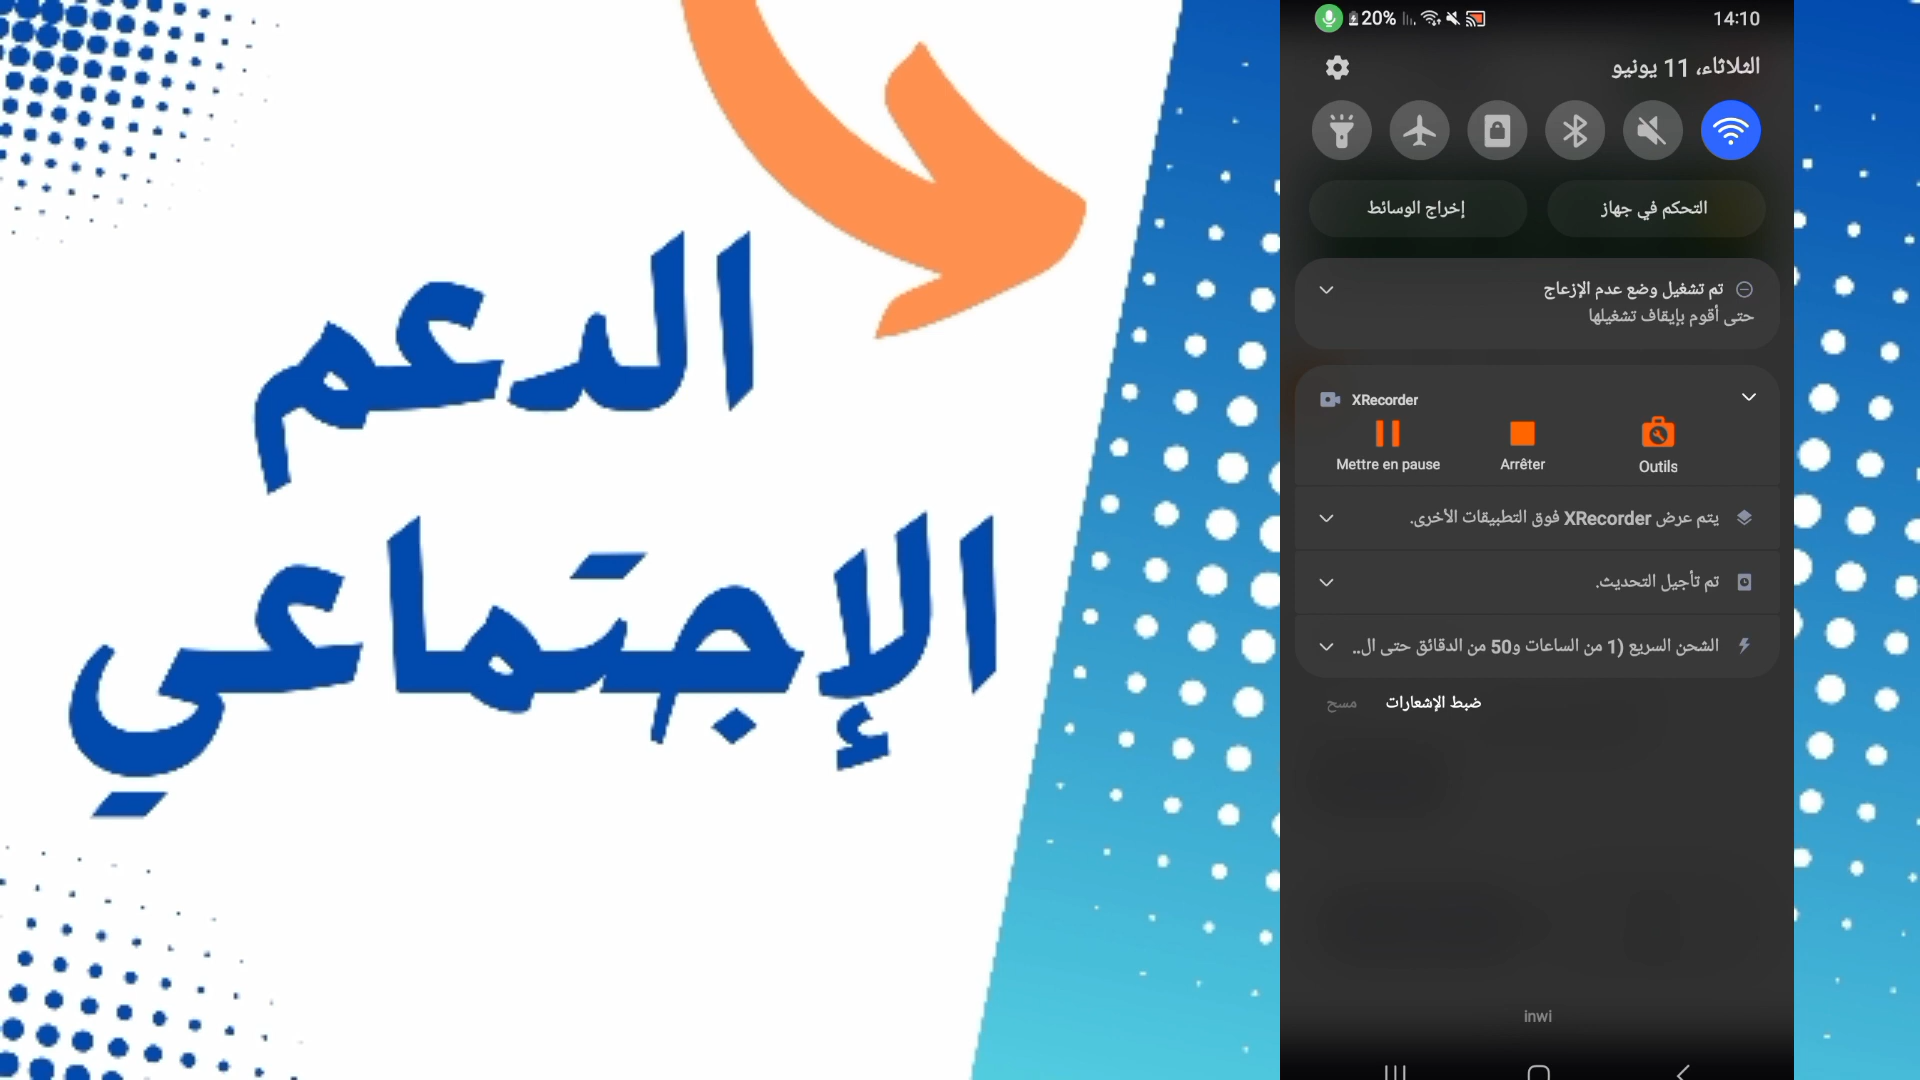 الدعم
الإجتماعي
20%
14:10
الثلاثاء، 11 يونيو
التحكم في جهاز
إخراج الوسائط
تم تشغيل وضع عدم الإزعاج
حتى أقوم بإيقاف تشغيلها
XRecorder
Mettre en pause
Arrêter
Outils
يتم عرض XRecorder فوق التطبيقات الأخرى.
تم تأجيل التحديث.
الشحن السريع (1 من الساعات و50 من الدقائق حتى ال..
ضبط الإشعارات
مسح
inwi